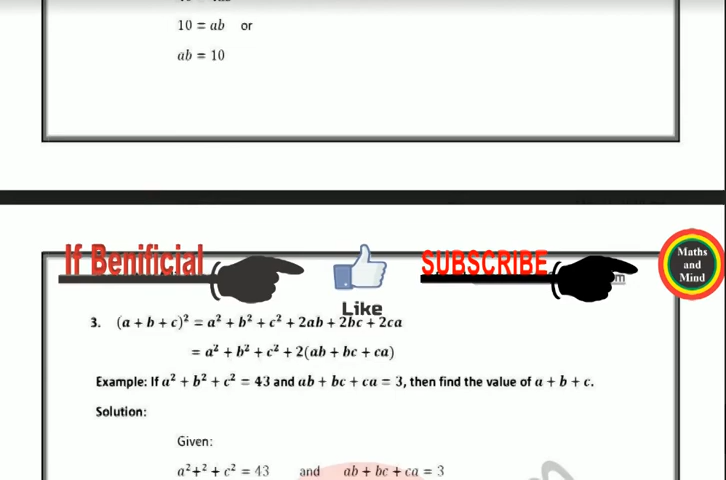 10 = ab or
ab = 10
If Benificial
Like
SUBSCRIBE
Maths
and
Mind
3. (a + b + c)² = a² + b² + c² + 2ab + 2bc + 2ca
= a² + b² + c² + 2(ab + bc + ca)
Example: If a² + b² + c² = 43 and ab + bc + ca = 3, then find the value of a + b + c.
Solution:
Given:
a²+² + c² = 43 and ab + bc + ca = 3